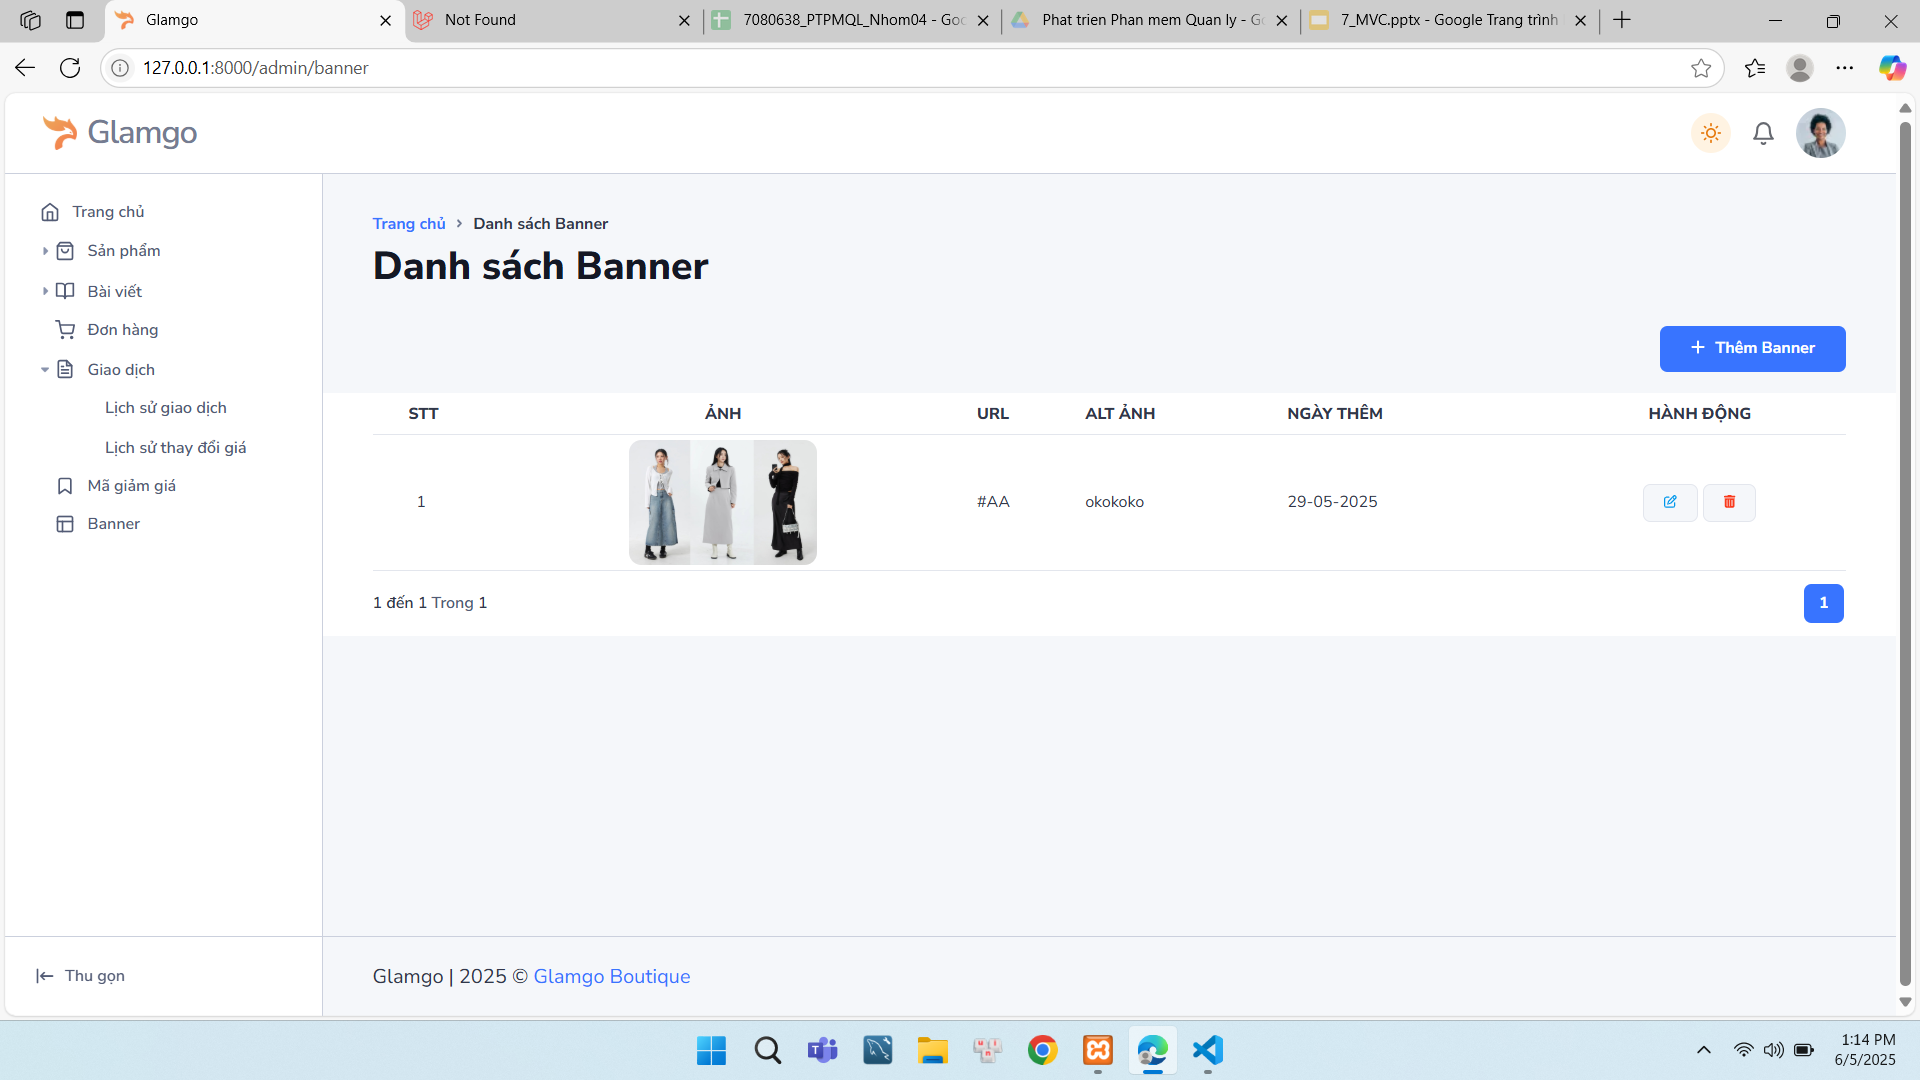 Glamgo
Not Found
7080638_PTPMQL_Nhom04 - Goo
Phat trien Phan mem Quan ly - Go
7_MVC.pptx - Google Trang trình
127.0.0.1:8000/admin/banner
Glamgo
Trang chủ
Sản phẩm
Bài viết
Đơn hàng
Giao dịch
Lịch sử giao dịch
Lịch sử thay đổi giá
Mã giảm giá
Banner
Thu gọn
Trang chủ > Danh sách Banner
Danh sách Banner
+ Thêm Banner
STT ẢNH URL ALT ẢNH NGÀY THÊM HÀNH ĐỘNG
1 #AA okokoko 29-05-2025
1 đến 1 Trong 1
1
Glamgo | 2025 © Glamgo Boutique
1:14 PM
6/5/2025